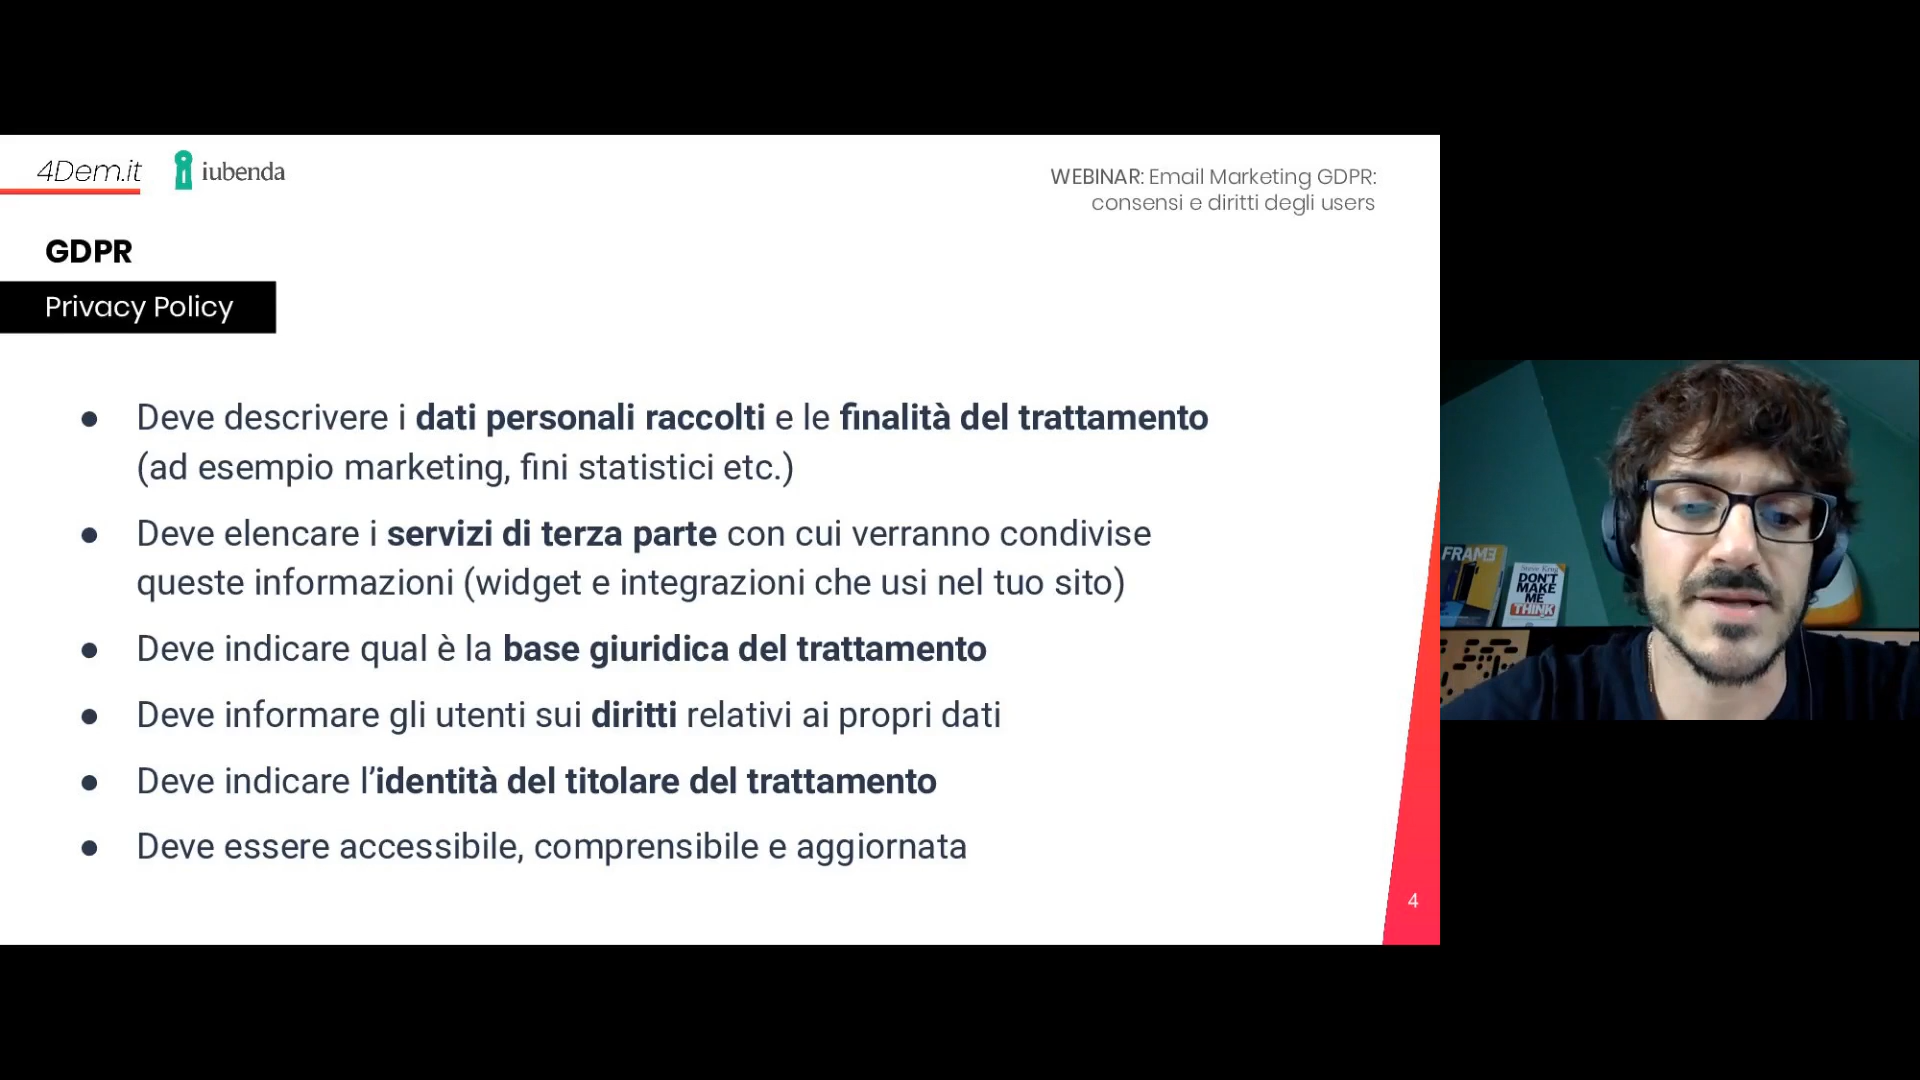 4Dem.it
iubenda
WEBINAR: Email Marketing GDPR:
consensi e diritti degli users
GDPR
Privacy Policy
● Deve descrivere i dati personali raccolti e le finalità del trattamento
(ad esempio marketing, fini statistici etc.)
● Deve elencare i servizi di terza parte con cui verranno condivise
queste informazioni (widget e integrazioni che usi nel tuo sito)
● Deve indicare qual è la base giuridica del trattamento
● Deve informare gli utenti sui diritti relativi ai propri dati
● Deve indicare l’identità del titolare del trattamento
● Deve essere accessibile, comprensibile e aggiornata
4
FRAME
Steve Krug
DON'T
MAKE
ME
THINK